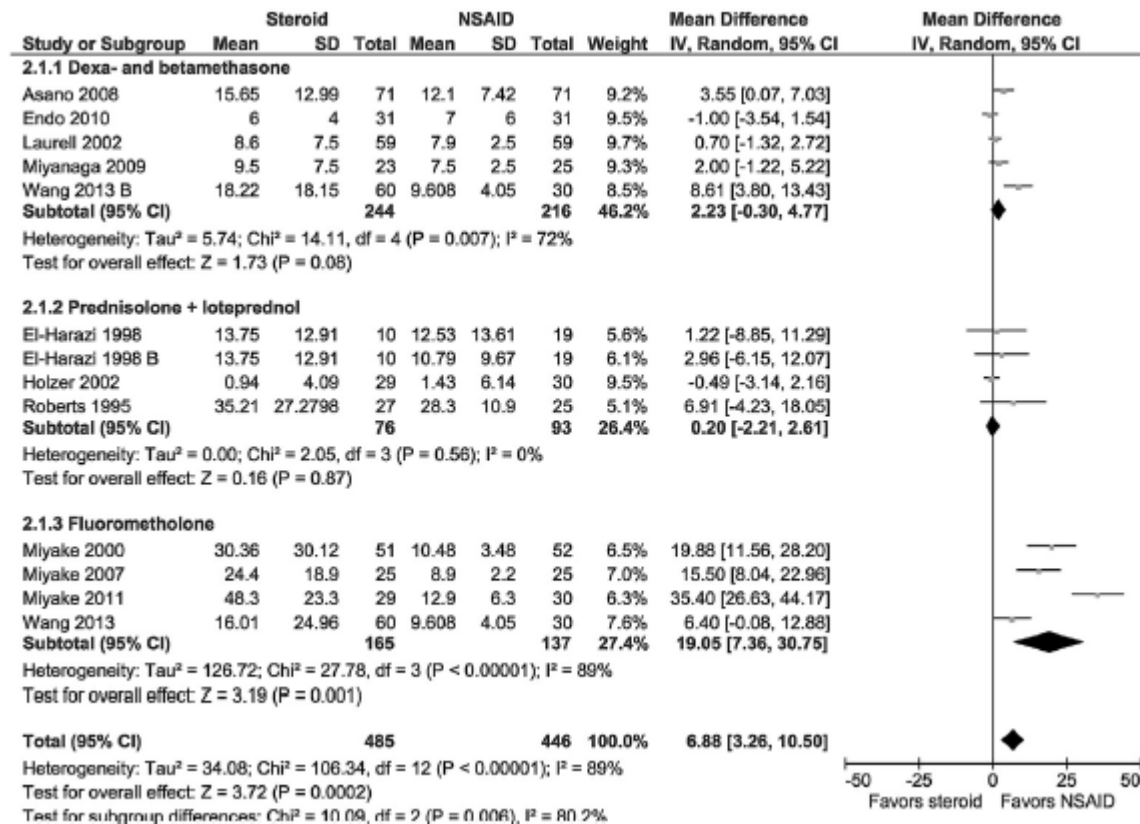 Steroid NSAID Mean Difference Mean Difference
Study or Subgroup Mean SD Total Mean SD Total Weight IV, Random, 95% CI IV, Random, 95% CI
2.1.1 Dexa- and betamethasone
Asano 2008 15.65 12.99 71 12.1 7.42 71 9.2% 3.55 [0.07, 7.03]
Endo 2010 6 4 31 7 6 31 9.5% -1.00 [-3.54, 1.54]
Laurell 2002 8.6 7.5 59 7.9 2.5 59 9.7% 0.70 [-1.32, 2.72]
Miyanaga 2009 9.5 7.5 23 7.5 2.5 25 9.2% 2.00 [-1.22, 5.22]
Wang 2013 B 18.22 18.15 60 9.608 4.05 30 8.5% 8.61 [3.80, 13.43]
Subtotal (95% CI) 244 216 46.2% 2.23 [-0.30, 4.77]
Heterogeneity: Tau² = 5.74; Chi² = 14.11, df = 4 (P = 0.007); I² = 72%
Test for overall effect: Z = 1.73 (P = 0.08)
2.1.2 Prednisolone + loteprednol
El-Harazi 1998 13.75 12.91 10 12.53 13.61 19 5.6% 1.22 [-8.85, 11.29]
El-Harazi 1998 B 13.75 12.91 10 10.79 9.67 19 6.1% 2.96 [-6.15, 12.07]
Holzer 2002 0.94 4.09 29 1.43 6.14 30 9.5% -0.49 [-3.14, 2.16]
Roberts 1995 35.21 27.2798 27 28.3 10.9 25 5.1% 6.91 [-4.23, 18.05]
Subtotal (95% CI) 76 93 26.4% 0.20 [-2.21, 2.61]
Heterogeneity: Tau² = 0.00; Chi² = 2.05, df = 3 (P = 0.56); I² = 0%
Test for overall effect: Z = 0.16 (P = 0.87)
2.1.3 Fluorometholone
Miyake 2000 30.36 30.12 51 10.48 3.48 52 6.5% 19.88 [11.56, 28.20]
Miyake 2007 24.4 18.9 25 8.9 2.2 25 7.0% 15.50 [8.04, 22.96]
Miyake 2011 48.3 23.3 29 12.9 6.3 30 6.3% 35.40 [26.63, 44.17]
Wang 2013 16.01 24.96 60 9.608 4.05 30 7.6% 6.40 [-0.08, 12.88]
Subtotal (95% CI) 165 137 27.4% 19.05 [7.36, 30.75]
Heterogeneity: Tau² = 126.72; Chi² = 27.78, df = 3 (P < 0.00001); I² = 89%
Test for overall effect: Z = 3.19 (P = 0.001)
Total (95% CI) 485 446 100.0% 6.88 [3.26, 10.50]
Heterogeneity: Tau² = 34.08; Chi² = 106.34, df = 12 (P < 0.00001); I² = 89%
Test for overall effect: Z = 3.72 (P = 0.0002)
Test for subgroup differences: Chi² = 10.09, df = 2 (P = 0.006), I² = 80.2%
-50 -25 0 25 50
Favors steroid Favors NSAID